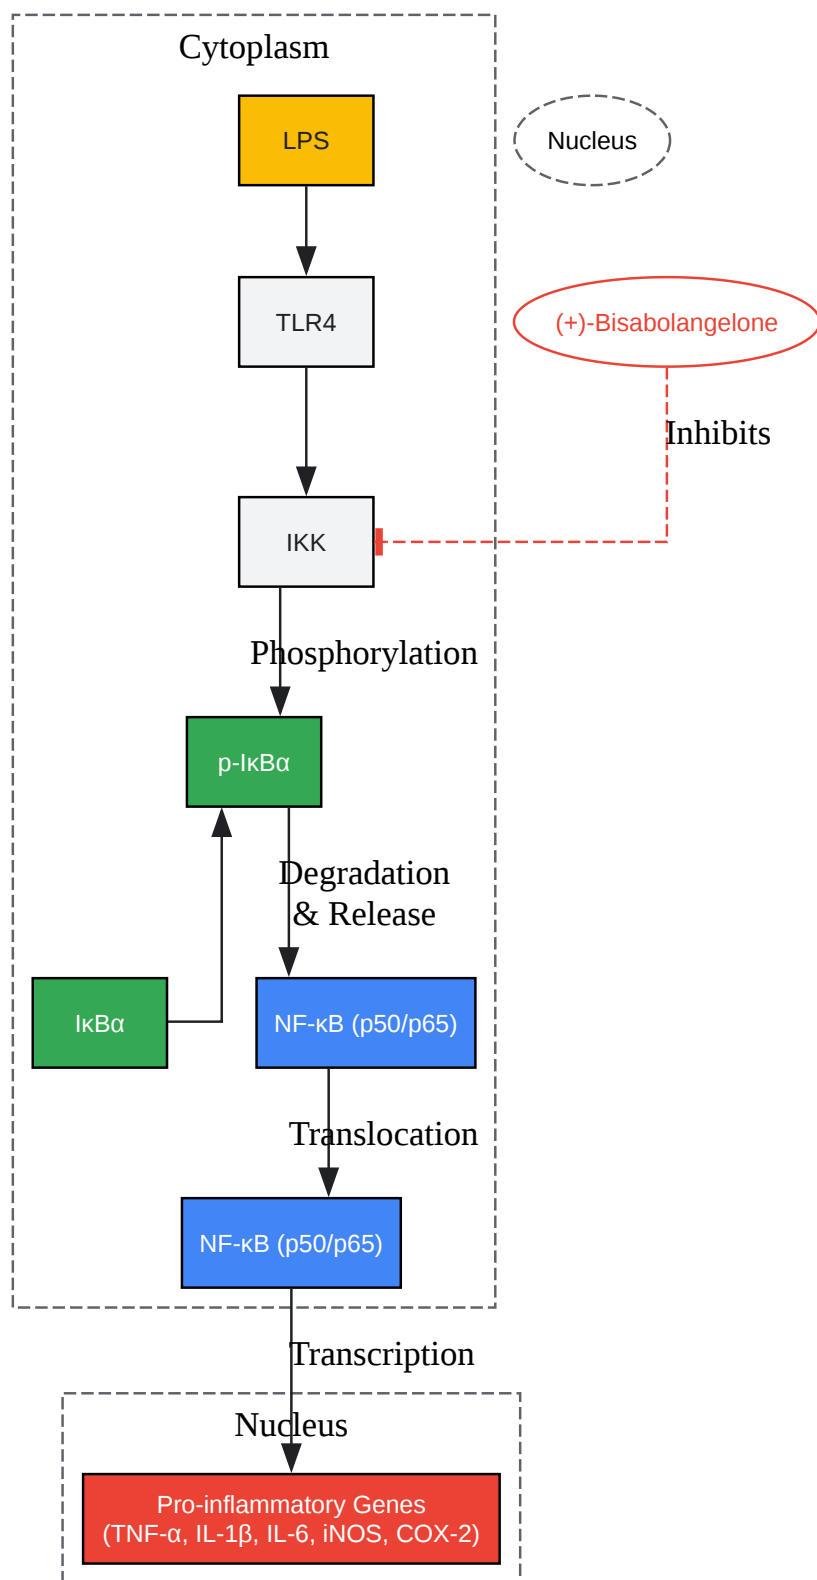 Cytoplasm
LPS
Nucleus
TLR4
(+)-Bisabolangelone
Inhibits
IKK
Phosphorylation
p-IκBα
Degradation
& Release
IκBα
NF-κB (p50/p65)
Translocation
NF-κB (p50/p65)
Transcription
Nucleus
Pro-inflammatory Genes
(TNF-α, IL-1β, IL-6, iNOS, COX-2)